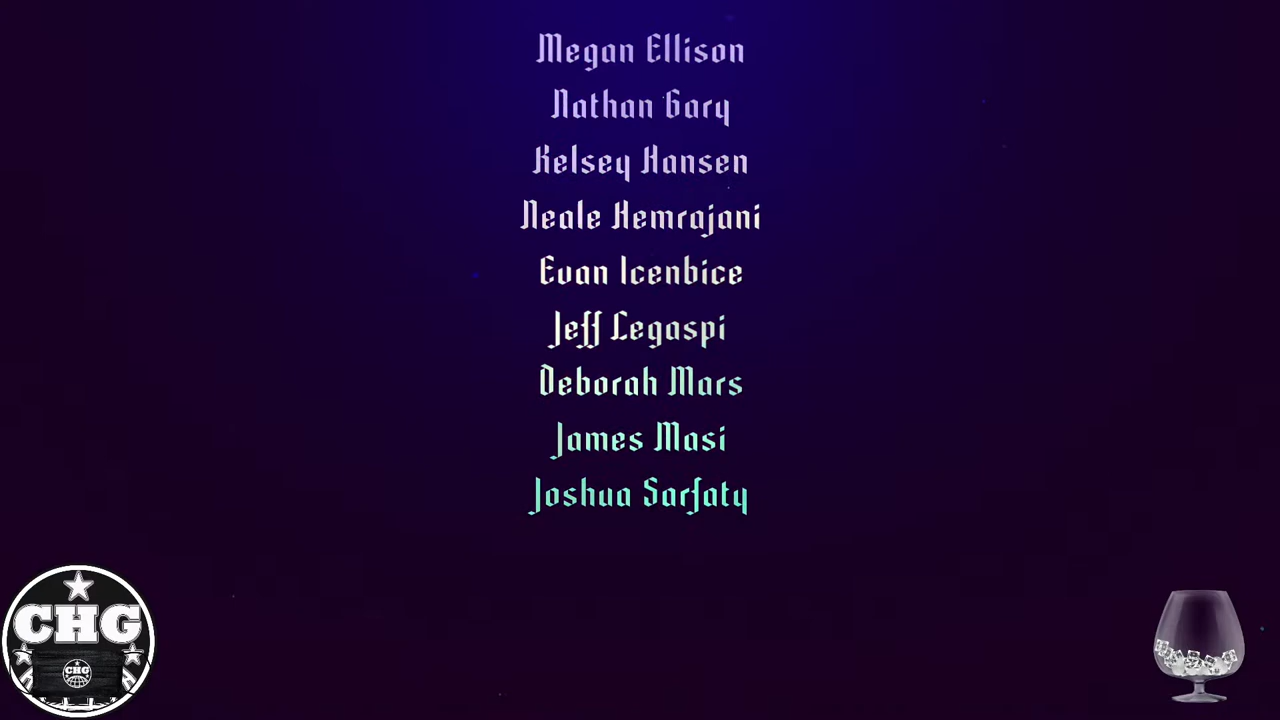 Megan Ellison
Nathan Gary
Kelsey Hansen
Neale Hemrajani
Evan Icenbice
Jeff Legaspi
Deborah Mars
James Masi
Joshua Sarfaty
CHG
CHG